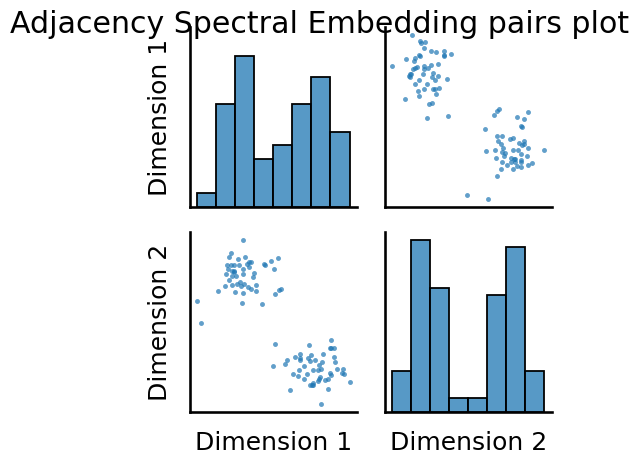 Adjacency Spectral Embedding pairs plot
Dimension 1
Dimension 2
Dimension 1
Dimension 2